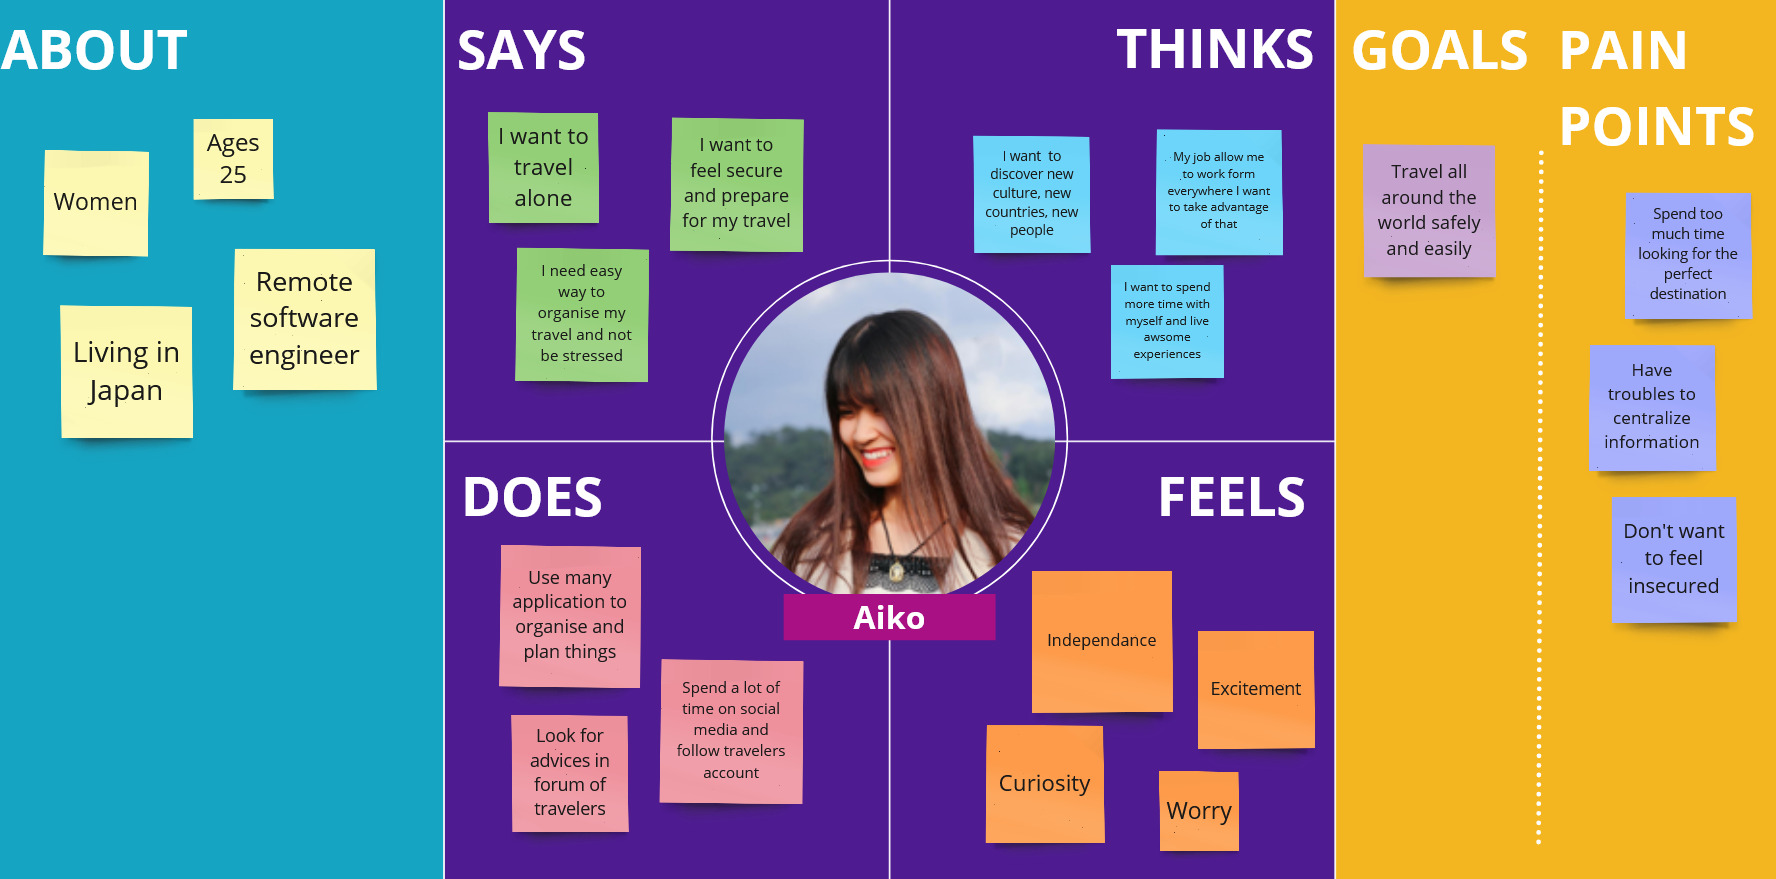 ABOUT
Women
Ages
25
Living in
Japan
Remote
software
engineer
SAYS
I want to
travel
alone
I want to
feel secure
and prepare
for my travel
I need easy
way to
organise my
travel and not
be stressed
THINKS
I want to
discover new
culture, new
countries, new
people
My job allow me
to work form
everywhere I want
to take advantage
of that
I want to spend
more time with
myself and live
awsome
experiences
DOES
Use many
application to
organise and
plan things
Spend a lot of
time on social
media and
follow travelers
account
Look for
advices in
forum of
travelers
Aiko
FEELS
Independance
Excitement
Curiosity
Worry
GOALS
Travel all
around the
world safely
and easily
PAIN
POINTS
Spend too
much time
looking for the
perfect
destination
Have
troubles to
centralize
information
Don't want
to feel
insecured